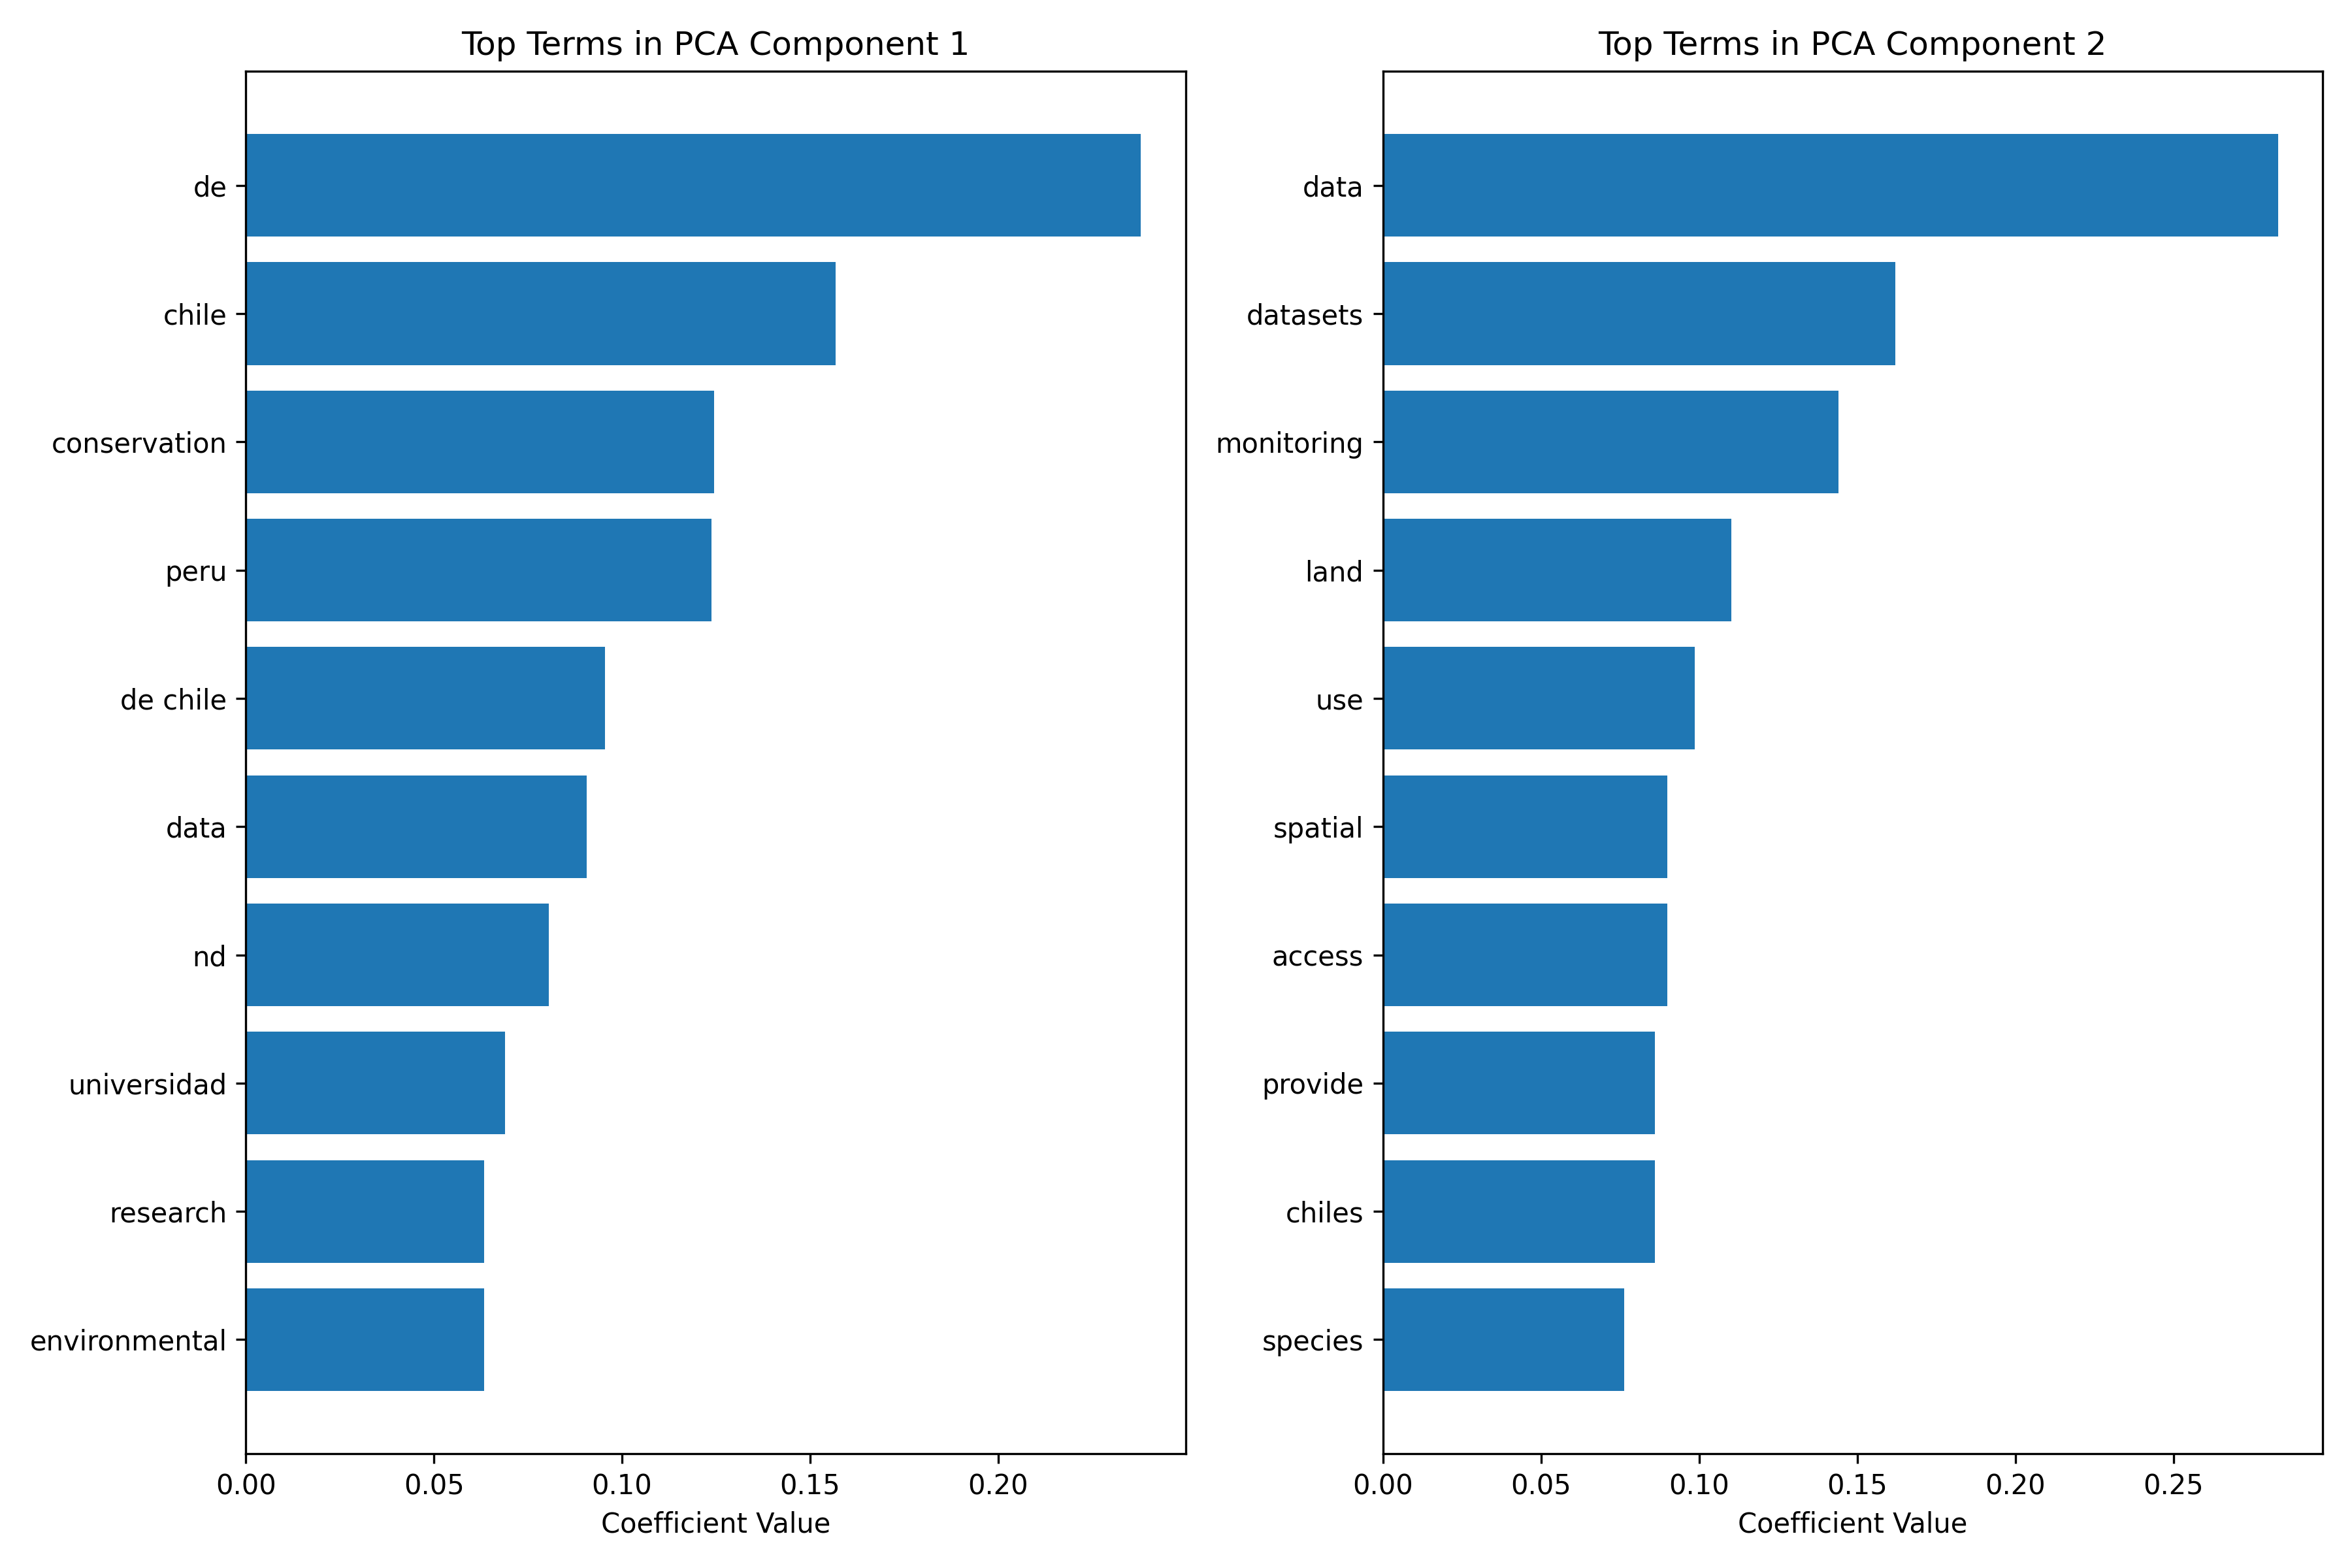 Top Terms in PCA Component 1
de
chile
conservation
peru
de chile
data
nd
universidad
research
environmental
0.00 0.05 0.10 0.15 0.20
Coefficient Value
Top Terms in PCA Component 2
data
datasets
monitoring
land
use
spatial
access
provide
chiles
species
0.00 0.05 0.10 0.15 0.20 0.25
Coefficient Value